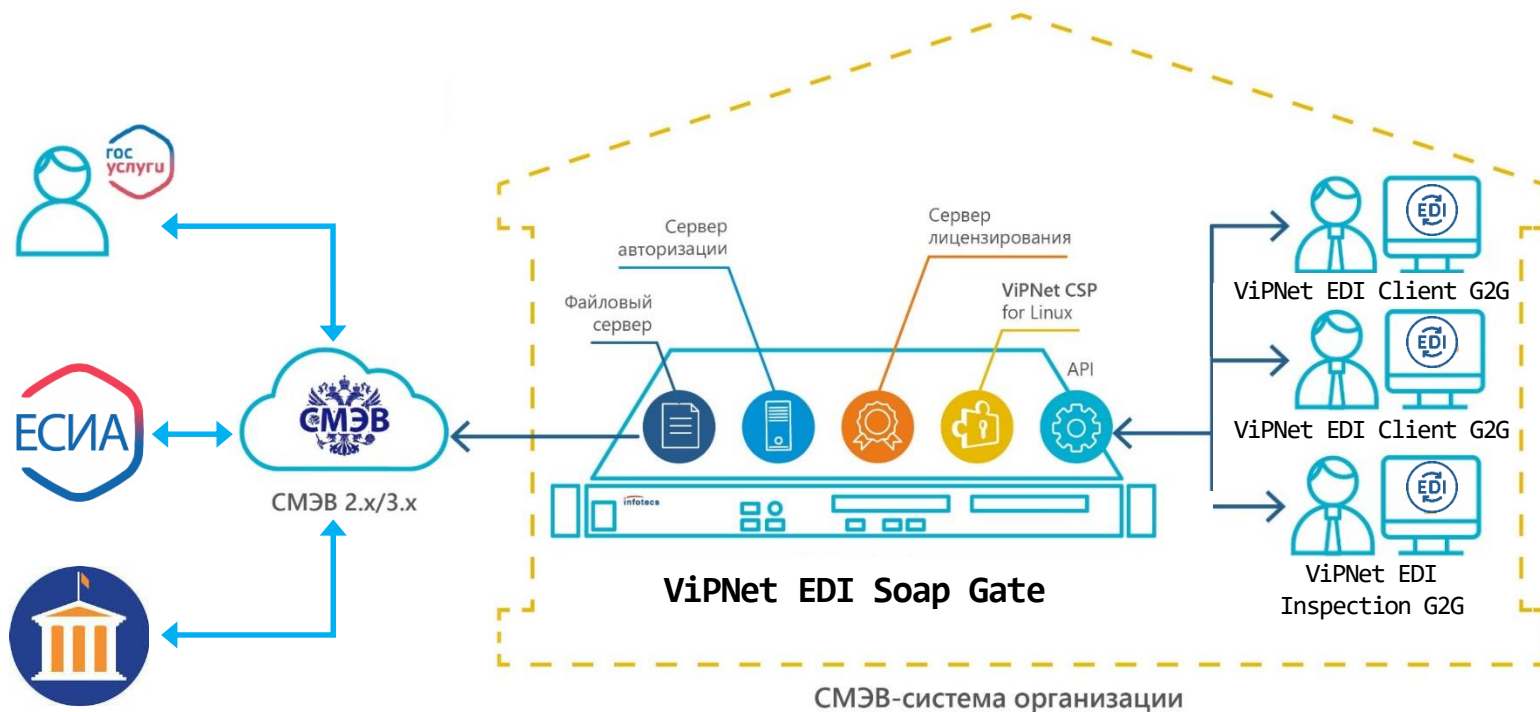 гос
услуги
ЕСИА
СМЭВ
СМЭВ 2.x/3.x
Файловый
сервер
Сервер
авторизации
Сервер
лицензирования
ViPNet CSP
for Linux
API
infotecs
ViPNet EDI Soap Gate
EDI
ViPNet EDI Client G2G
EDI
ViPNet EDI Client G2G
EDI
ViPNet EDI
Inspection G2G
СМЭВ-система организации